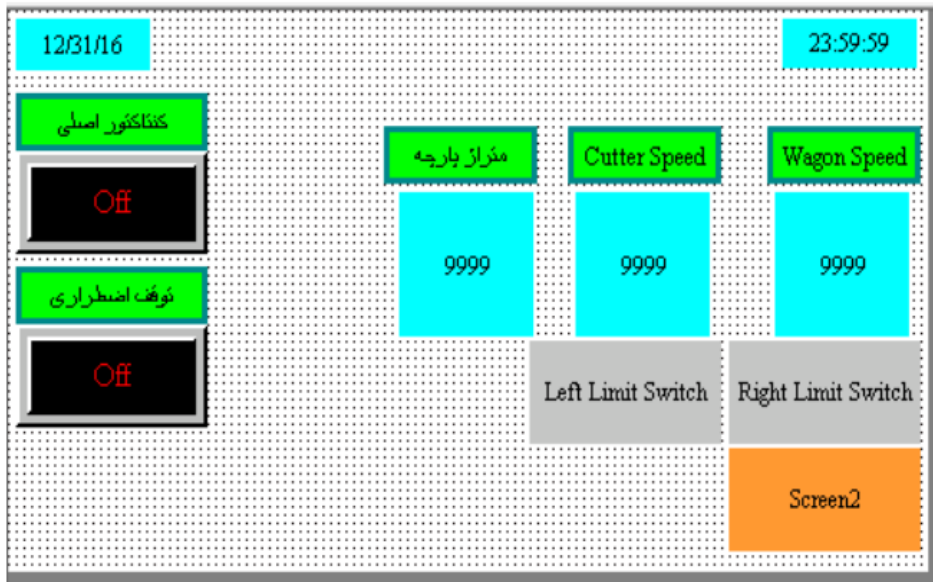 12/31/16
23:59:59
کنتاکتور اصلی
Off
متراژ پارچه
Cutter Speed
Wagon Speed
9999
9999
9999
توقف اضطراری
Off
Left Limit Switch
Right Limit Switch
Screen2